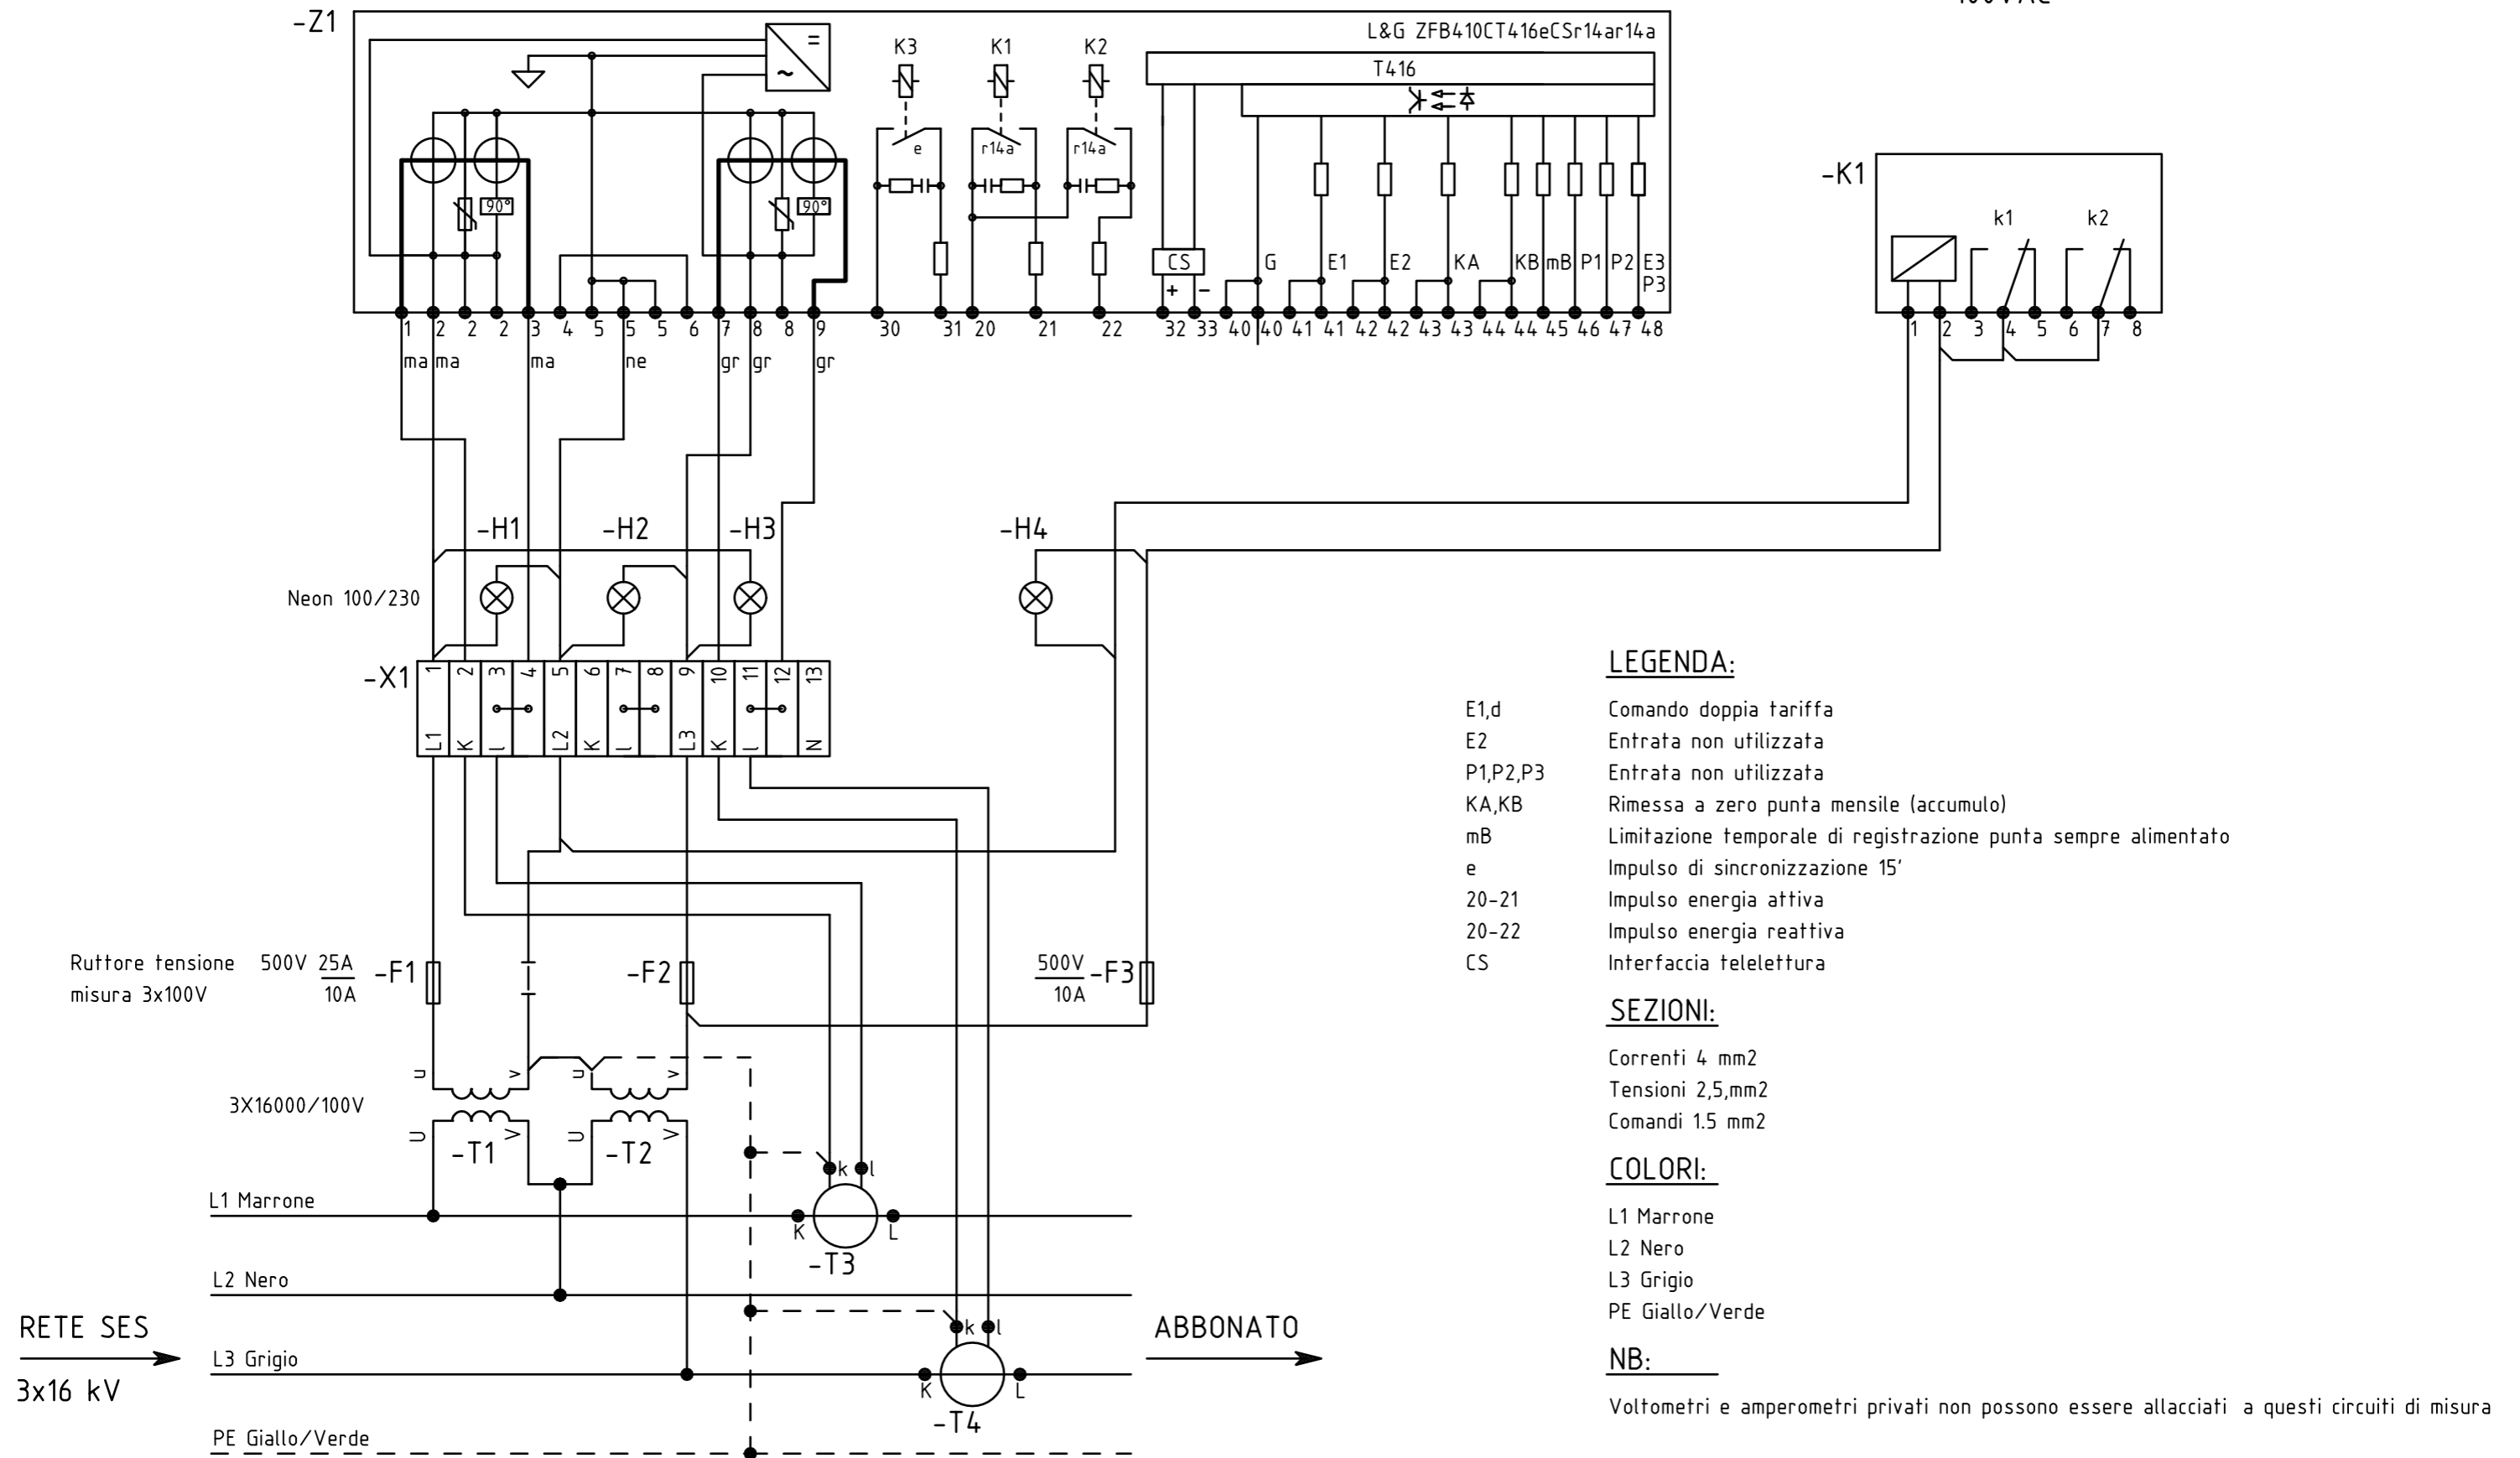 -Z1
L&G ZFB410CT416eCSr14ar14a
K3 K1 K2
T416
= ~
e r14a r14a
90° 90°
-K1
k1 k2
CS G E1 E2 KA KB mB P1 P2 E3
+ - P3
1 2 2 2 3 4 5 5 5 6 7 8 8 9 30 31 20 21 22 32 33 40 40 41 41 42 42 43 43 44 44 45 46 47 48
1 2 3 4 5 6 7 8
ma ma ma ne gr gr gr
-H1 -H2 -H3 -H4
Neon 100/230
-X1
1 2 3 4 5 6 7 8 9 10 11 12 13
L1 K l L2 K l L3 K l N
Ruttore tensione 500V 25A
misura 3x100V 10A
-F1 -F2
500V
10A
-F3
u v u v
3X16000/100V
U V U V
-T1 -T2
k l
L1 Marrone
K L
-T3
L2 Nero
k l
RETE SES
3x16 kV
L3 Grigio
K L
-T4
PE Giallo/Verde
ABBONATO
LEGENDA:
E1,d Comando doppia tariffa
E2 Entrata non utilizzata
P1,P2,P3 Entrata non utilizzata
KA,KB Rimessa a zero punta mensile (accumulo)
mB Limitazione temporale di registrazione punta sempre alimentato
e Impulso di sincronizzazione 15'
20-21 Impulso energia attiva
20-22 Impulso energia reattiva
CS Interfaccia telelettura
SEZIONI:
Correnti 4 mm2
Tensioni 2,5,mm2
Comandi 1.5 mm2
COLORI:
L1 Marrone
L2 Nero
L3 Grigio
PE Giallo/Verde
NB:
Voltometri e amperometri privati non possono essere allacciati a questi circuiti di misura